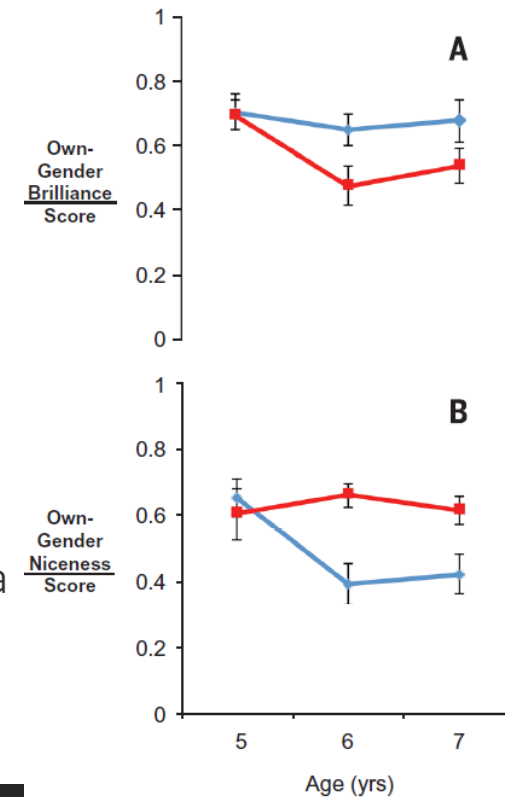 A
1
0.8
0.6
0.4
0.2
0
Own-
Gender
Brilliance
Score
B
1
0.8
0.6
0.4
0.2
0
Own-
Gender
Niceness
Score
a
5 6 7
Age (yrs)